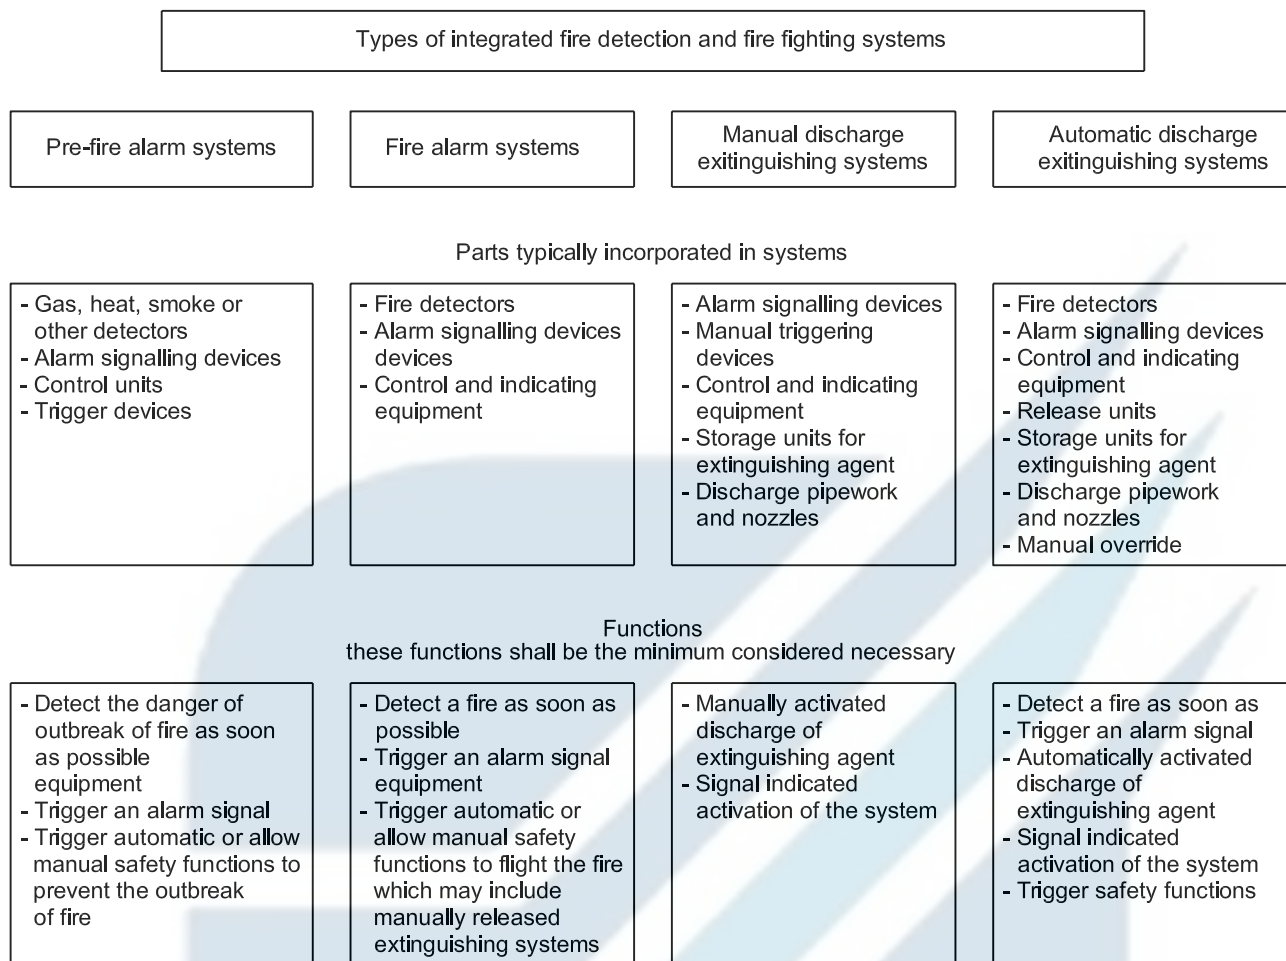 Types of integrated fire detection and fire fighting systems
Pre-fire alarm systems
Fire alarm systems
Manual discharge
exitinguishing systems
Automatic discharge
exitinguishing systems
Parts typically incorporated in systems
- Gas, heat, smoke or
other detectors
- Alarm signalling devices
- Control units
- Trigger devices
- Fire detectors
- Alarm signalling devices
devices
- Control and indicating
equipment
- Alarm signalling devices
- Manual triggering
devices
- Control and indicating
equipment
- Storage units for
extinguishing agent
- Discharge pipework
and nozzles
- Fire detectors
- Alarm signalling devices
- Control and indicating
equipment
- Release units
- Storage units for
extinguishing agent
- Discharge pipework
and nozzles
- Manual override
Functions
these functions shall be the minimum considered necessary
- Detect the danger of
outbreak of fire as soon
as possible
equipment
- Trigger an alarm signal
- Trigger automatic or allow
manual safety functions to
prevent the outbreak
of fire
- Detect a fire as soon as
possible
- Trigger an alarm signal
equipment
- Trigger automatic or
allow manual safety
functions to flight the fire
which may include
manually released
extinguishing systems
- Manually activated
discharge of
extinguishing agent
- Signal indicated
activation of the system
- Detect a fire as soon as
- Trigger an alarm signal
- Automatically activated
discharge of
extinguishing agent
- Signal indicated
activation of the system
- Trigger safety functions